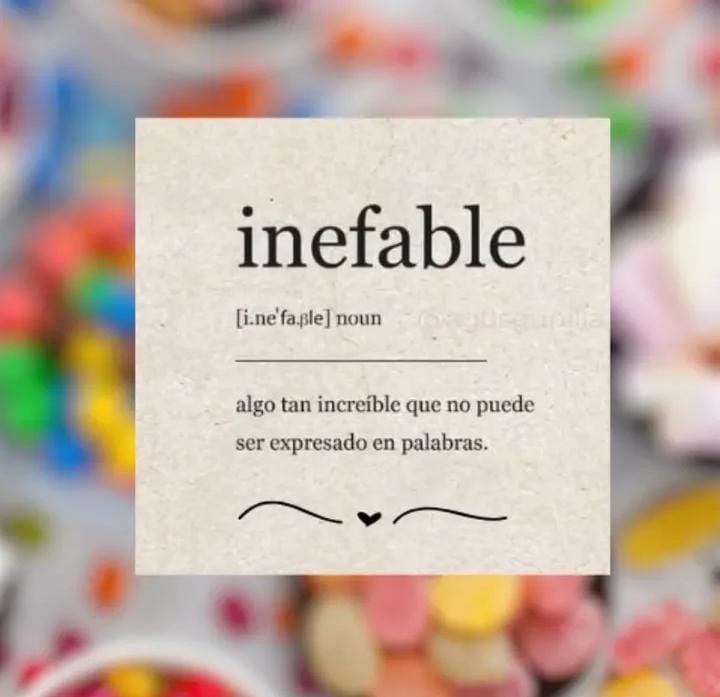 inefable
[i.neˈfa.βle] noun
algo tan increíble que no puede
ser expresado en palabras.